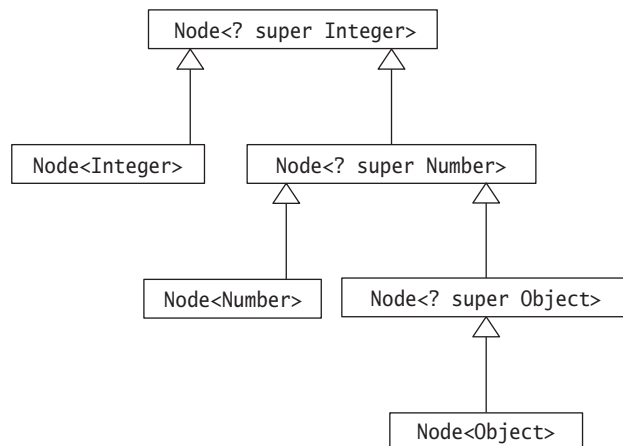 Node<? super Integer>
Node<Integer>
Node<? super Number>
Node<Number>
Node<? super Object>
Node<Object>